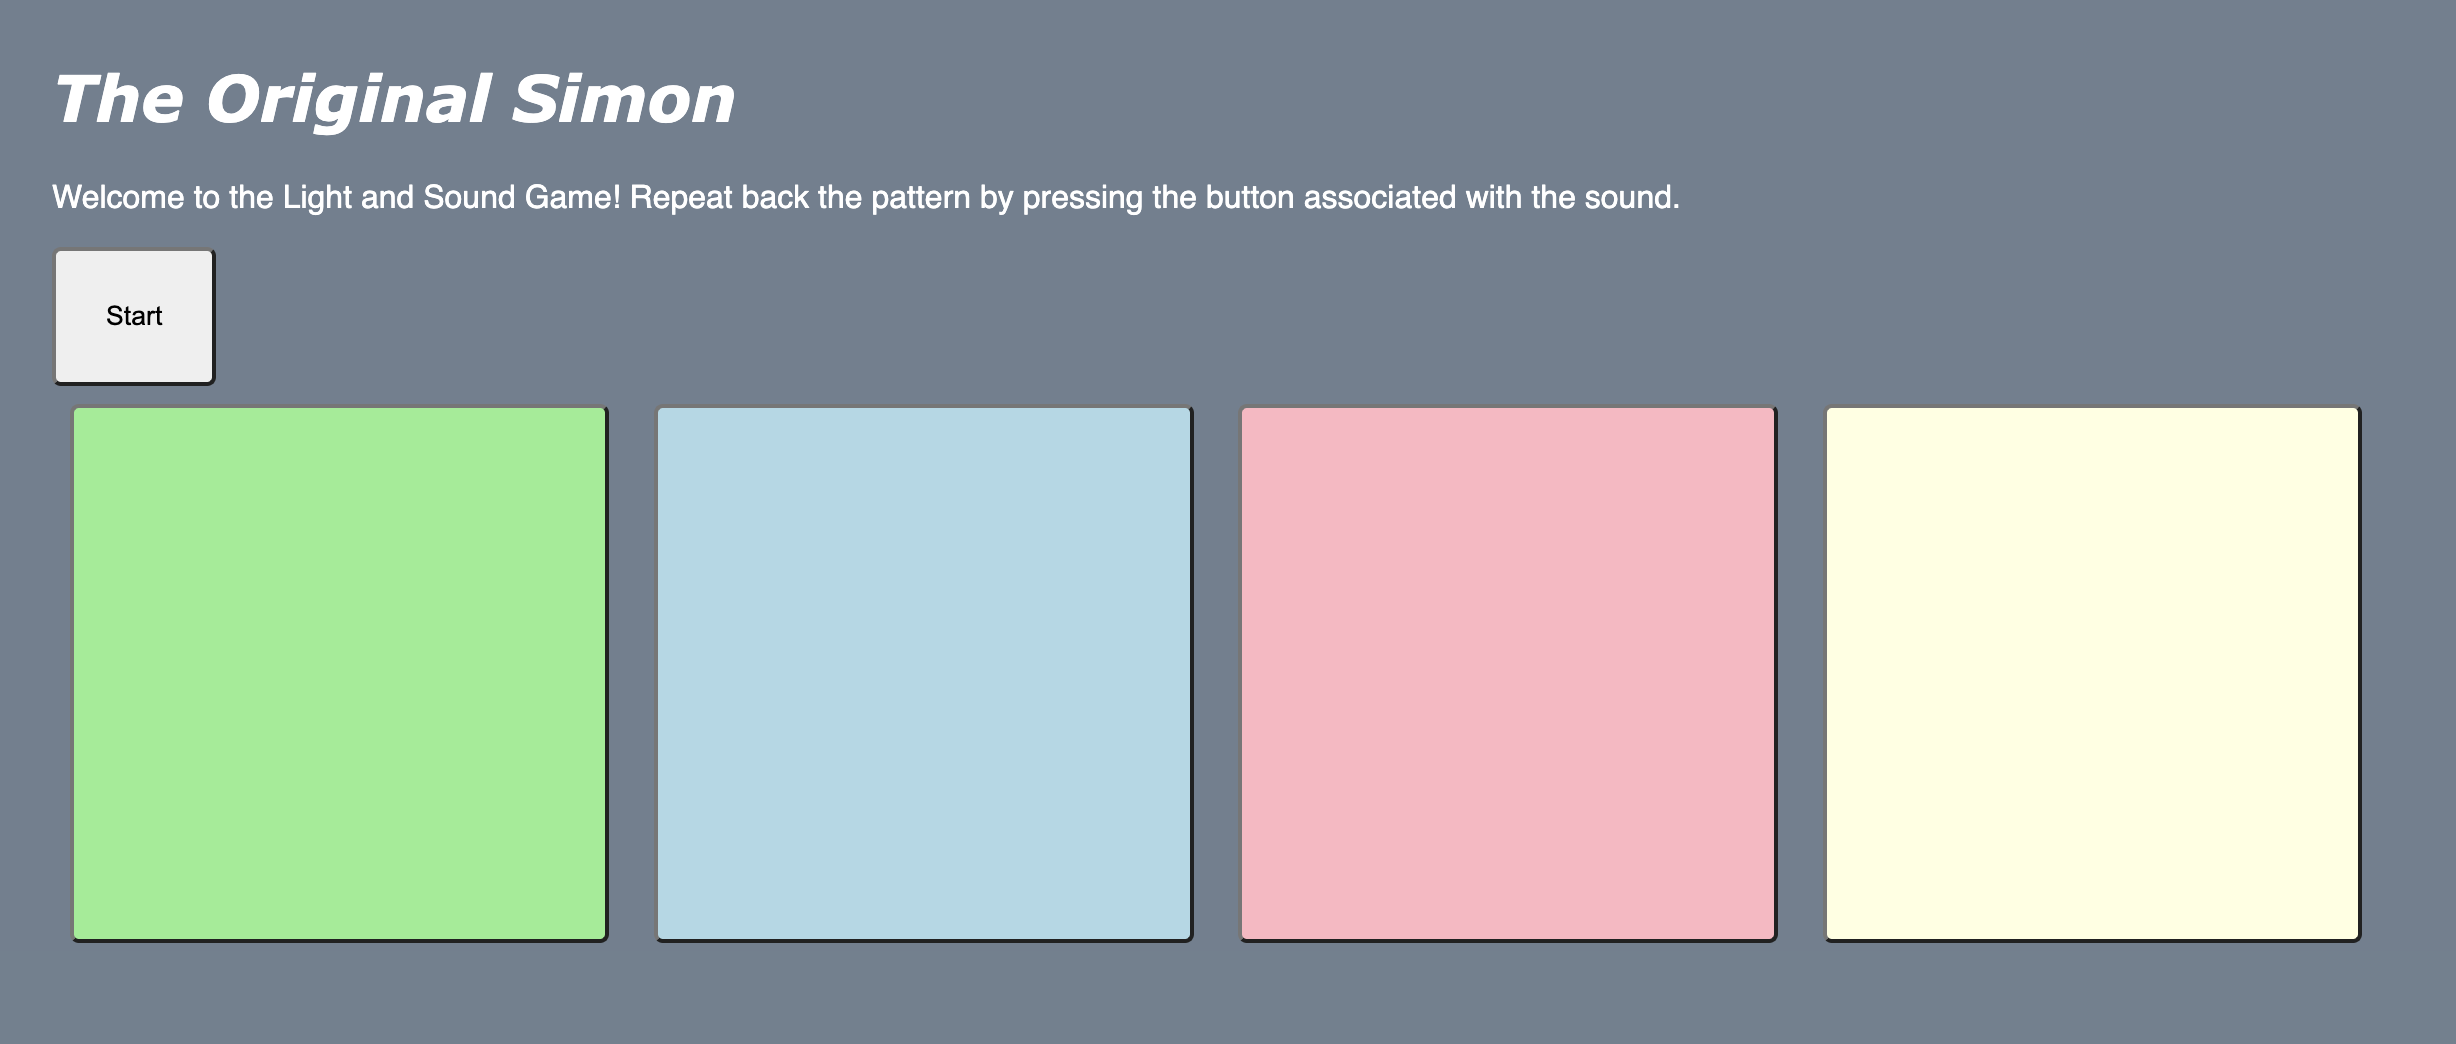 The Original Simon
Welcome to the Light and Sound Game! Repeat back the pattern by pressing the button associated with the sound.
Start